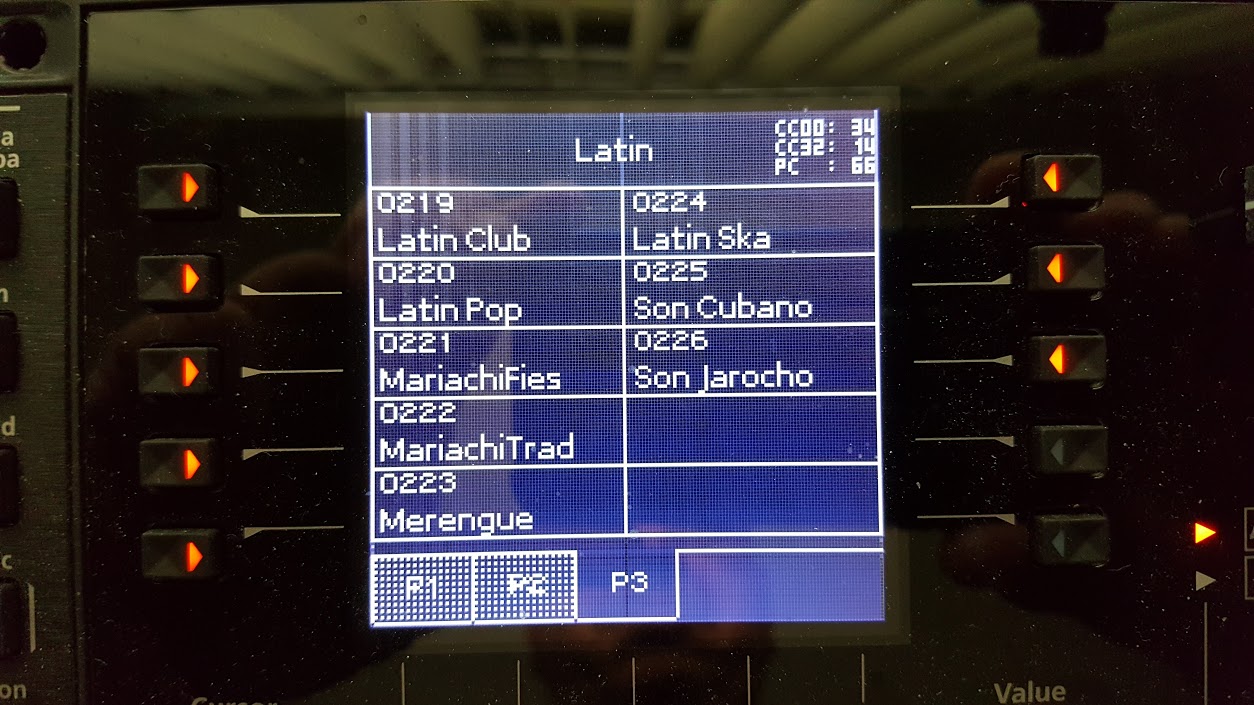 Latin
CC00: 34
CC32: 14
PC : 66
0219
Latin Club
0220
Latin Pop
0221
MariachiFies
0222
MariachiTrad
0223
Merengue
0224
Latin Ska
0225
Son Cubano
0226
Son Jarocho
P1
P2
P3
Value